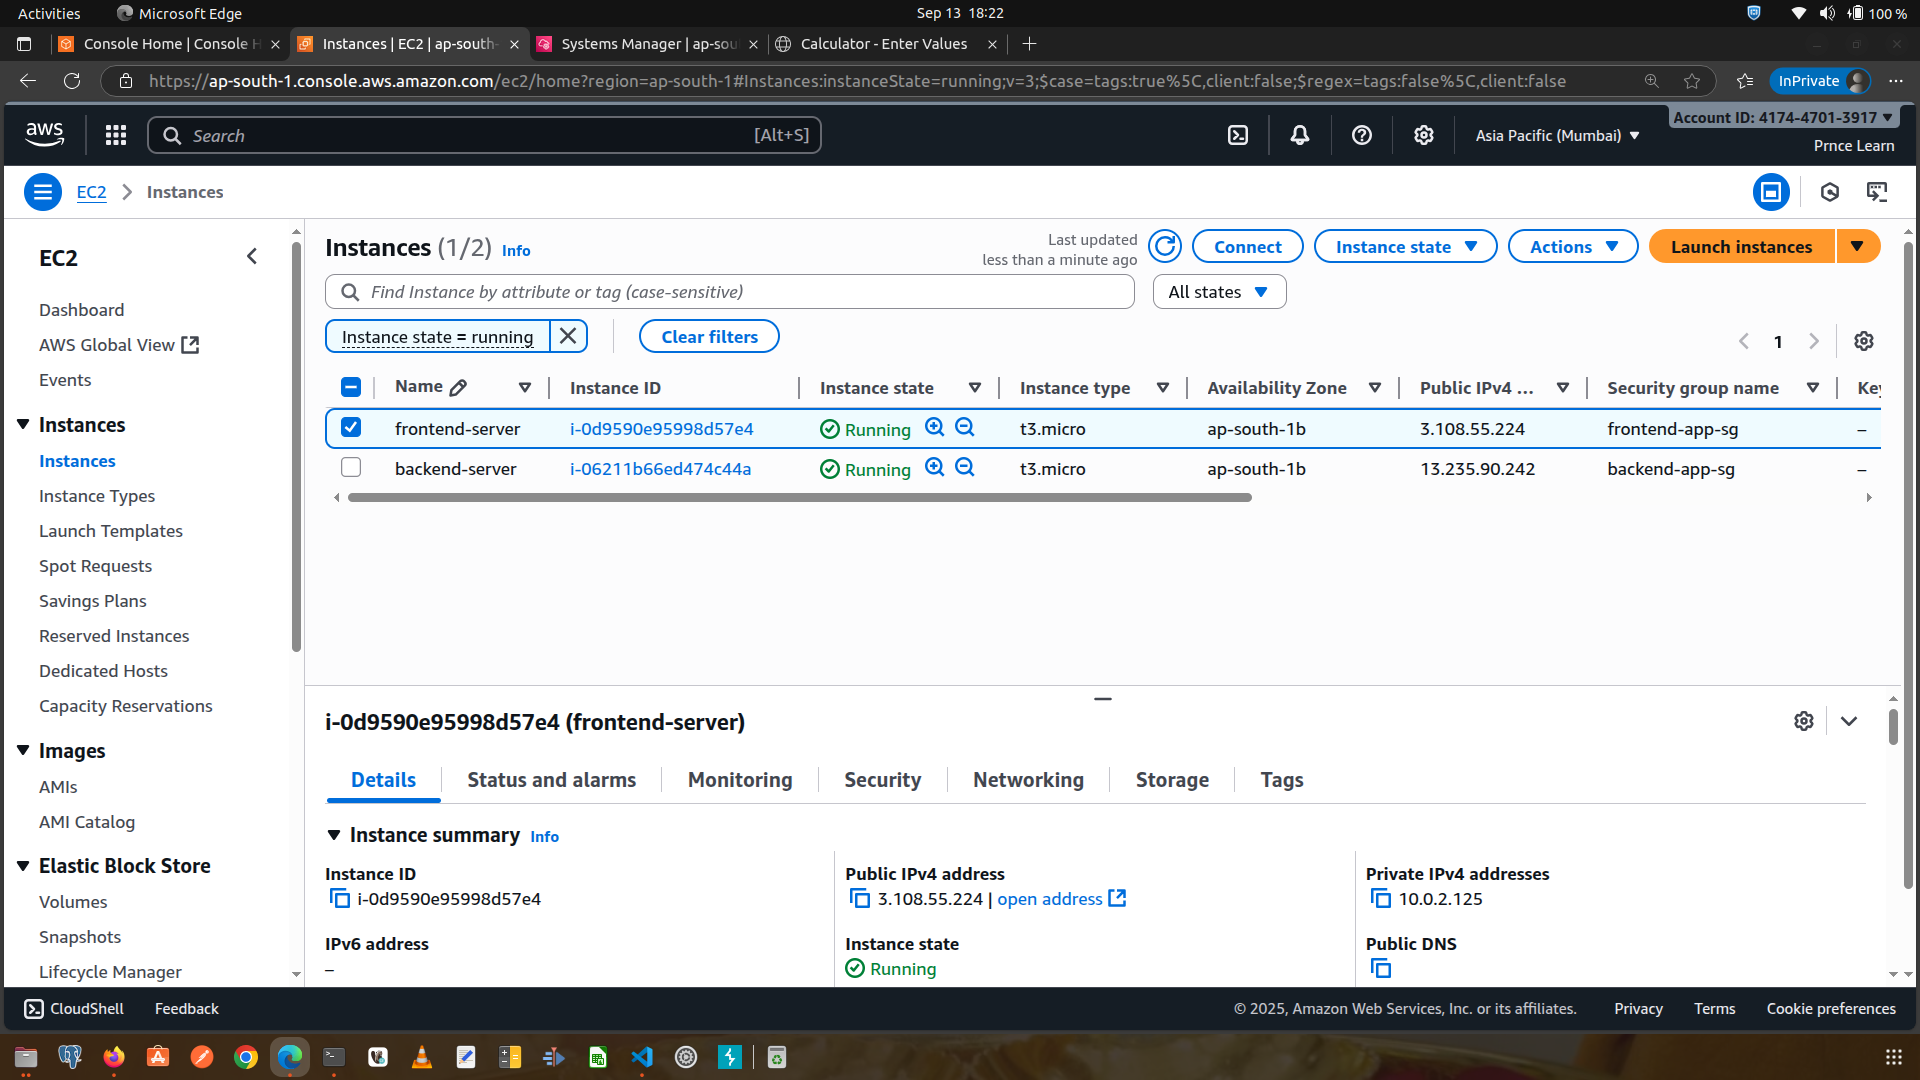 Activities
Microsoft Edge
Sep 13 18:22
100 %
Console Home | Console H
Instances | EC2 | ap-south-
Systems Manager | ap-sou
Calculator - Enter Values
https://ap-south-1.console.aws.amazon.com/ec2/home?region=ap-south-1#Instances:instanceState=running;v=3;$case=tags:true%5C,client:false;$regex=tags:false%5C,client:false
InPrivate
aws
Search
[Alt+S]
Asia Pacific (Mumbai)
Account ID: 4174-4701-3917
Prnce Learn
EC2
Instances
EC2
Dashboard
AWS Global View
Events
Instances
Instances
Instance Types
Launch Templates
Spot Requests
Savings Plans
Reserved Instances
Dedicated Hosts
Capacity Reservations
Images
AMIs
AMI Catalog
Elastic Block Store
Volumes
Snapshots
Lifecycle Manager
Instances (1/2) Info
Last updated
less than a minute ago
Connect
Instance state
Actions
Launch instances
Find Instance by attribute or tag (case-sensitive)
All states
Instance state = running
Clear filters
1
Name Instance ID Instance state Instance type Availability Zone Public IPv4 ... Security group name Key
frontend-server i-0d9590e95998d57e4 Running t3.micro ap-south-1b 3.108.55.224 frontend-app-sg –
backend-server i-06211b66ed474c44a Running t3.micro ap-south-1b 13.235.90.242 backend-app-sg –
i-0d9590e95998d57e4 (frontend-server)
Details Status and alarms Monitoring Security Networking Storage Tags
Instance summary Info
Instance ID
i-0d9590e95998d57e4
Public IPv4 address
3.108.55.224 | open address
Private IPv4 addresses
10.0.2.125
IPv6 address
–
Instance state
Running
Public DNS
CloudShell
Feedback
© 2025, Amazon Web Services, Inc. or its affiliates.
Privacy
Terms
Cookie preferences